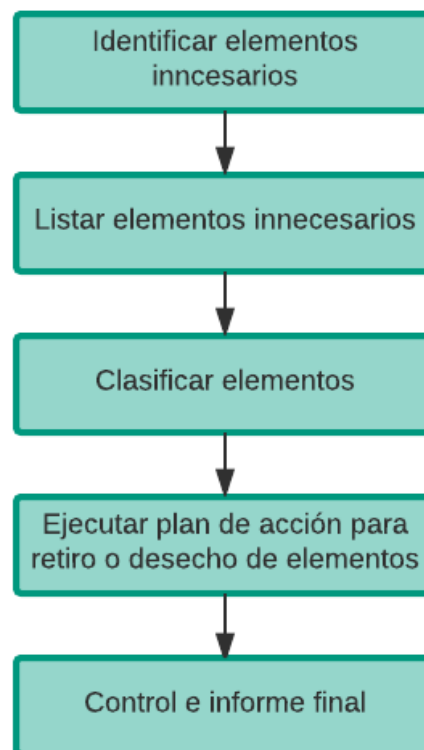 Identificar elementos
inncesarios
Listar elementos innecesarios
Clasificar elementos
Ejecutar plan de acción para
retiro o desecho de elementos
Control e informe final